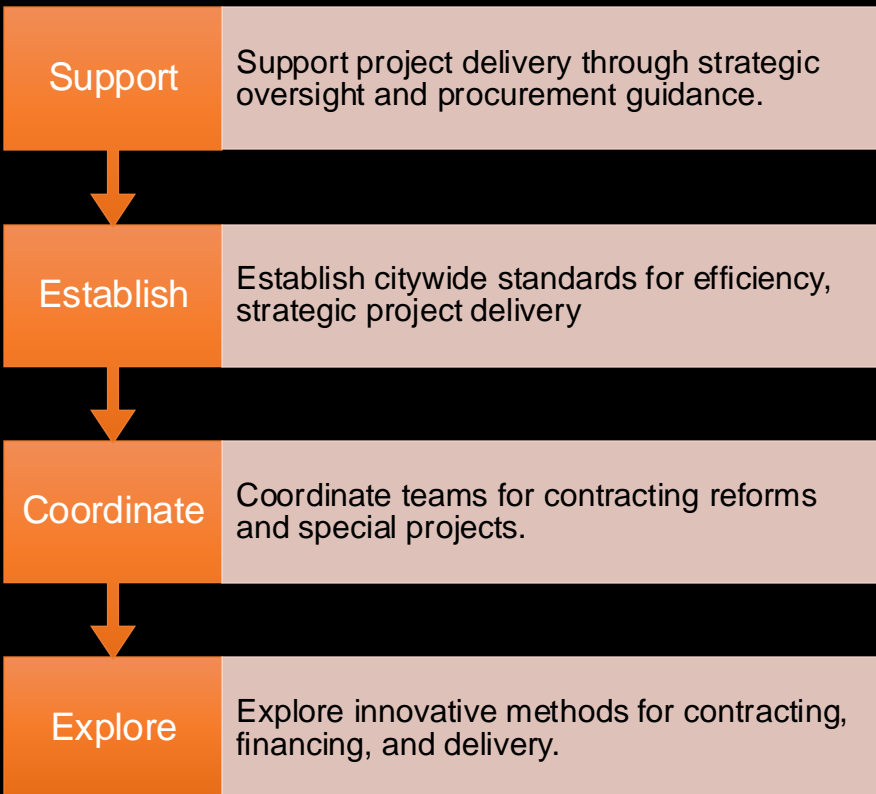 Support
Support project delivery through strategic
oversight and procurement guidance.
Establish
Establish citywide standards for efficiency,
strategic project delivery
Coordinate
Coordinate teams for contracting reforms
and special projects.
Explore
Explore innovative methods for contracting,
financing, and delivery.